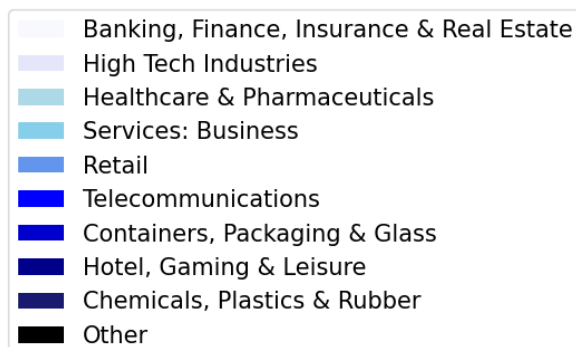 Banking, Finance, Insurance & Real Estate
High Tech Industries
Healthcare & Pharmaceuticals
Services: Business
Retail
Telecommunications
Containers, Packaging & Glass
Hotel, Gaming & Leisure
Chemicals, Plastics & Rubber
Other